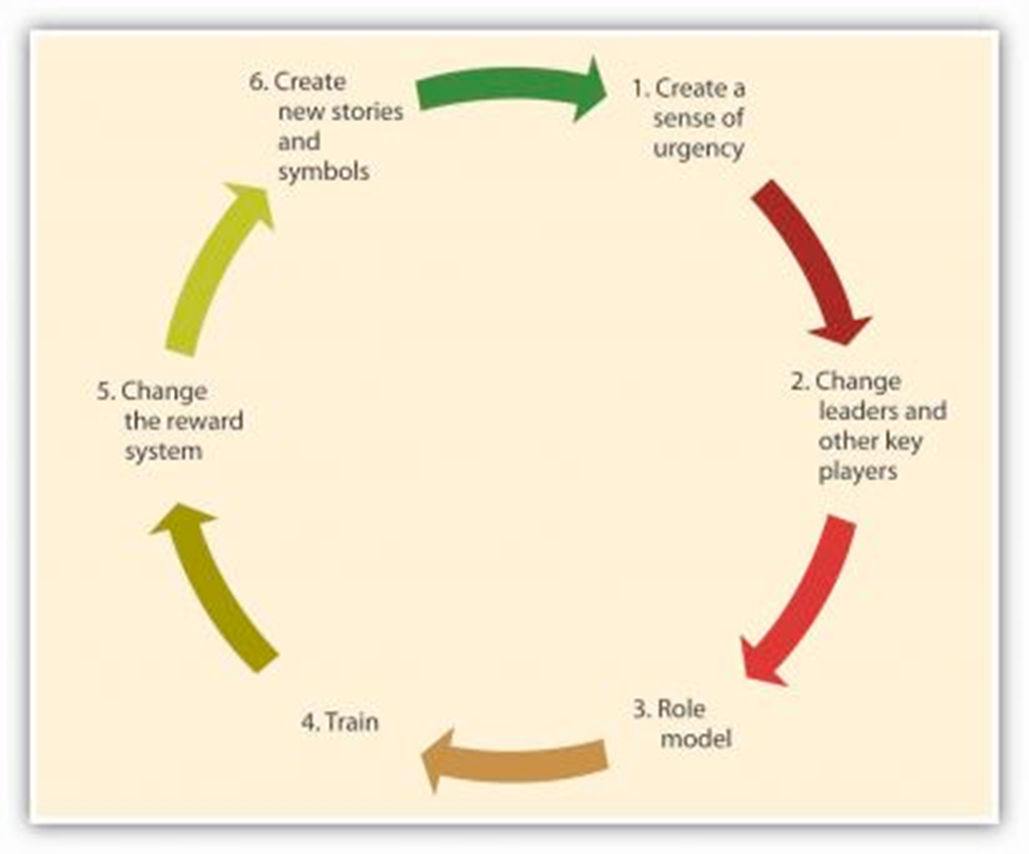 1. Create a
sense of
urgency
2. Change
leaders and
other key
players
3. Role
model
4. Train
5. Change
the reward
system
6. Create
new stories
and
symbols